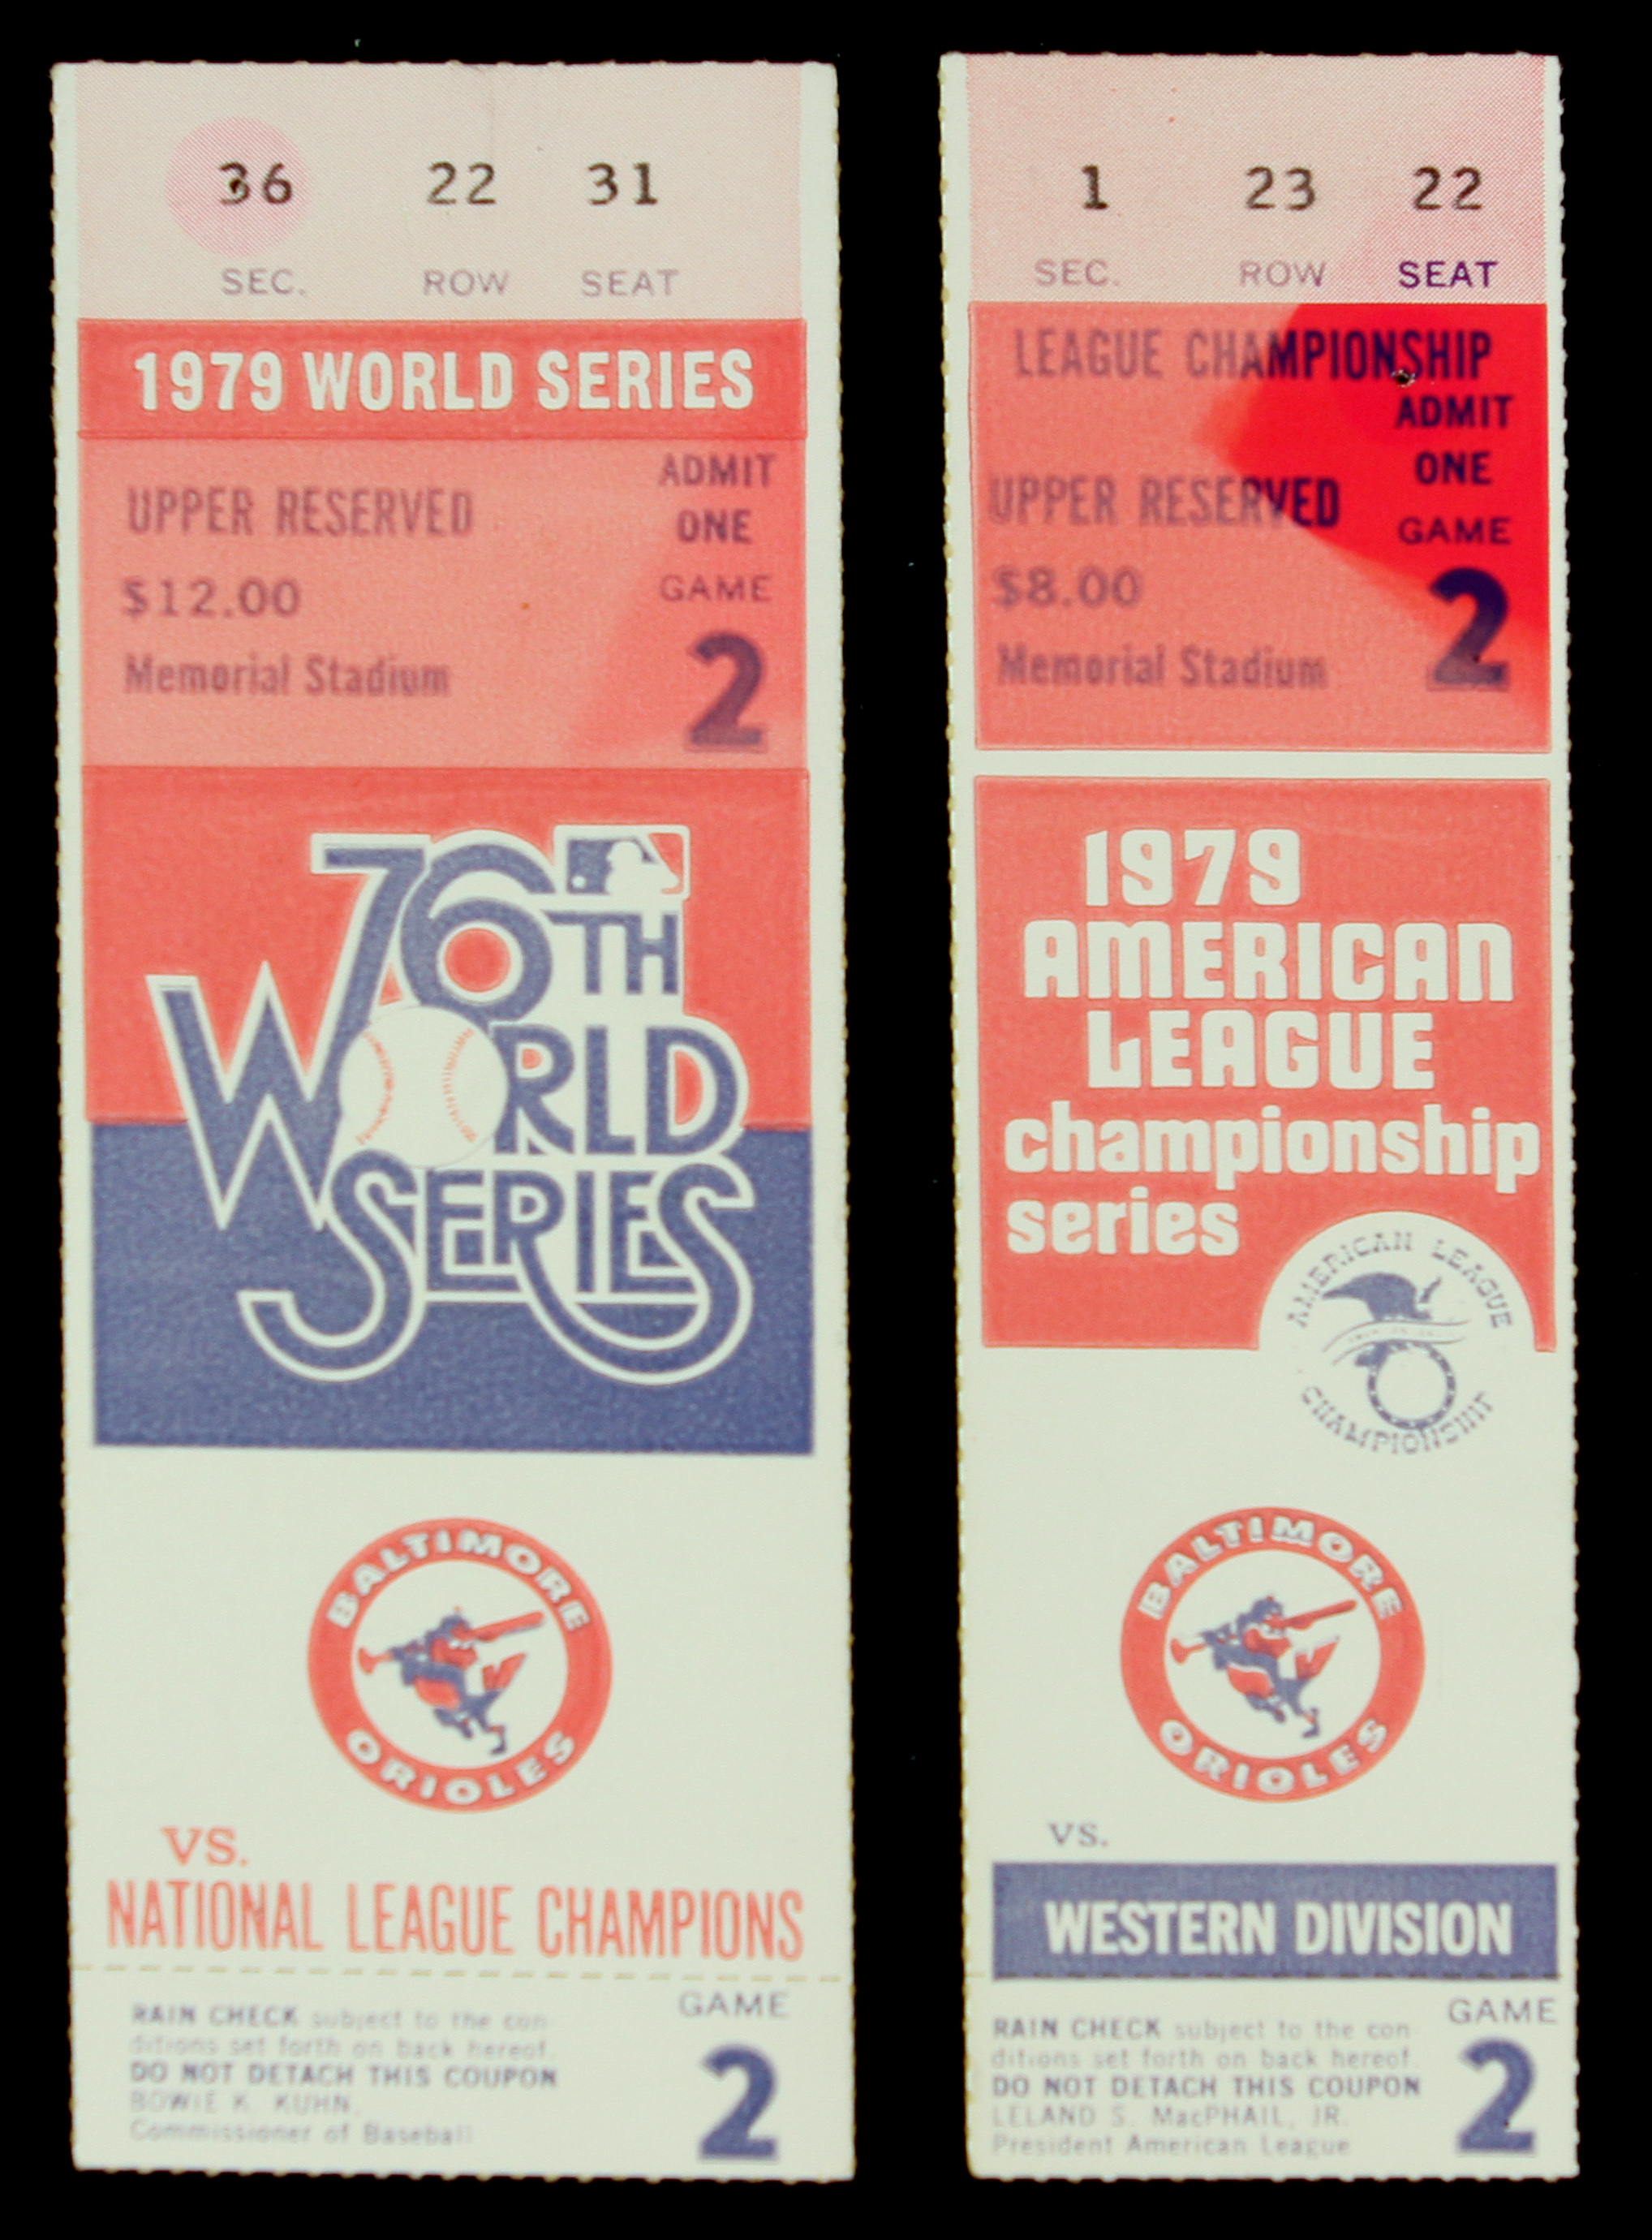 36 22 31
SEC. ROW SEAT
1979 WORLD SERIES
UPPER RESERVED
$12.00
Memorial Stadium
ADMIT
ONE
GAME
2
76TH
WORLD
SERIES
BALTIMORE
ORIOLES
VS.
NATIONAL LEAGUE CHAMPIONS
RAIN CHECK subject to the con-
ditions set forth on back hereof.
DO NOT DETACH THIS COUPON
BOWIE K. KUHN,
Commissioner of Baseball
GAME
2
1 23 22
SEC. ROW SEAT
LEAGUE CHAMPIONSHIP
UPPER RESERVED
$8.00
Memorial Stadium
ADMIT
ONE
GAME
2
1979
AMERICAN
LEAGUE
championship
series
AMERICAN LEAGUE
CHAMPIONSHIP
BALTIMORE
ORIOLES
VS.
WESTERN DIVISION
RAIN CHECK subject to the con-
ditions set forth on back hereof.
DO NOT DETACH THIS COUPON
LELAND S. MacPHAIL, JR.
President American League
GAME
2